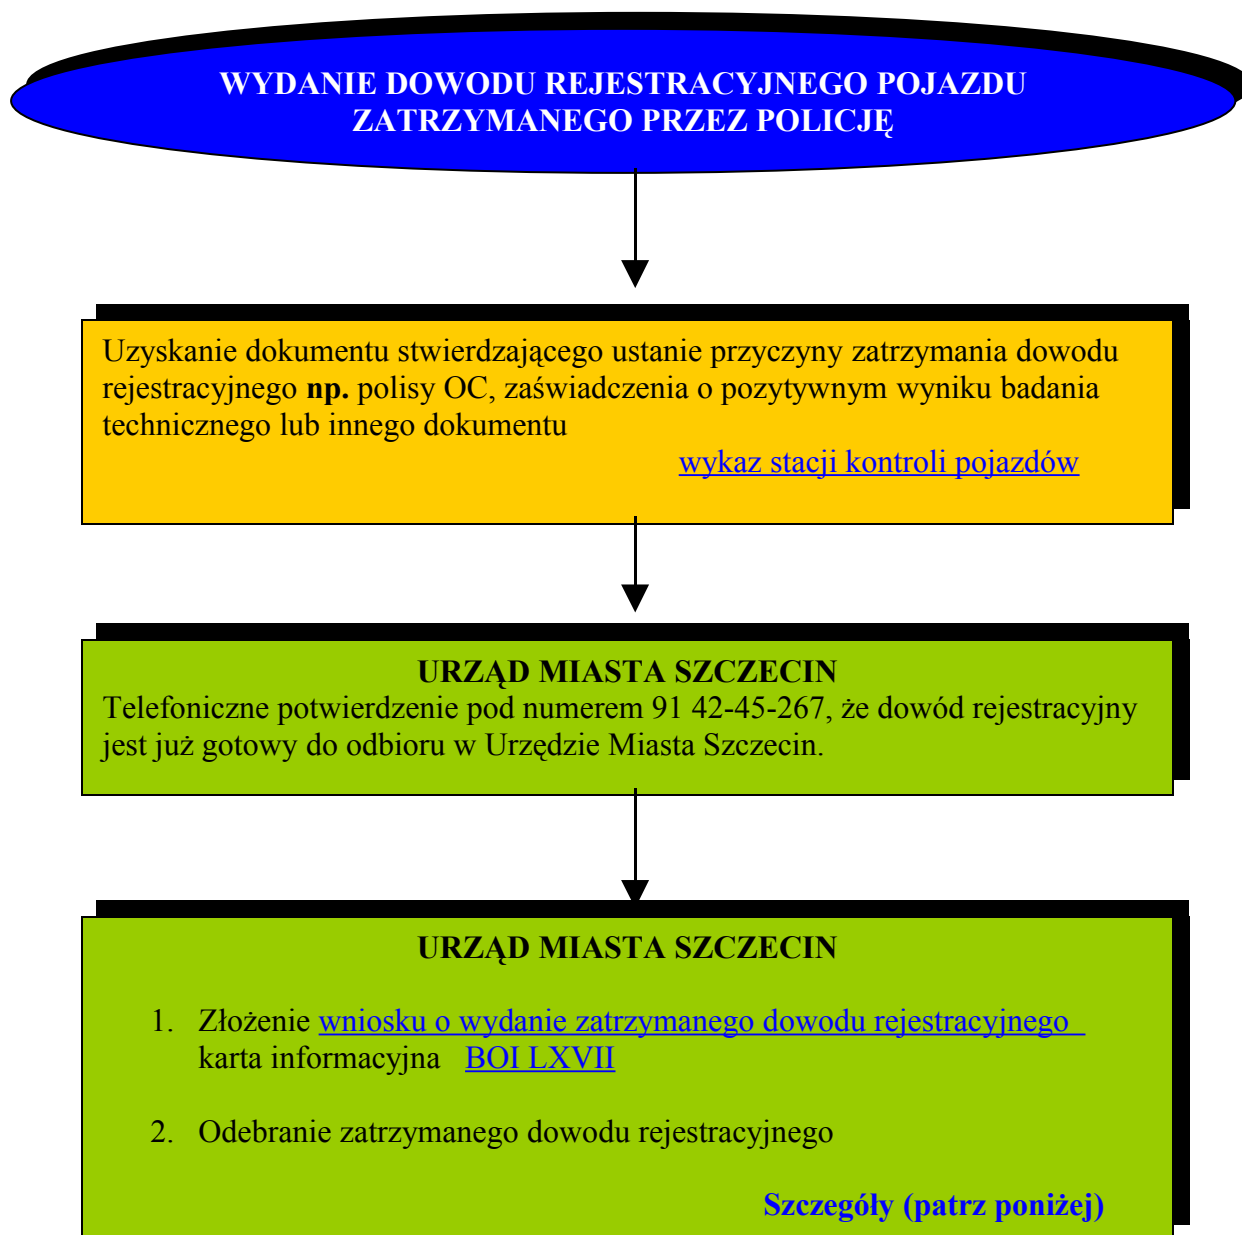 WYDANIE DOWODU REJESTRACYJNEGO POJAZDU
ZATRZYMANEGO PRZEZ POLICJĘ
Uzyskanie dokumentu stwierdzającego ustanie przyczyny zatrzymania dowodu
rejestracyjnego np. polisy OC, zaświadczenia o pozytywnym wyniku badania
technicznego lub innego dokumentu
wykaz stacji kontroli pojazdów
URZĄD MIASTA SZCZECIN
Telefoniczne potwierdzenie pod numerem 91 42-45-267, że dowód rejestracyjny
jest już gotowy do odbioru w Urzędzie Miasta Szczecin.
URZĄD MIASTA SZCZECIN
1. Złożenie wniosku o wydanie zatrzymanego dowodu rejestracyjnego
karta informacyjna BOI LXVII
2. Odebranie zatrzymanego dowodu rejestracyjnego
Szczegóły (patrz poniżej)